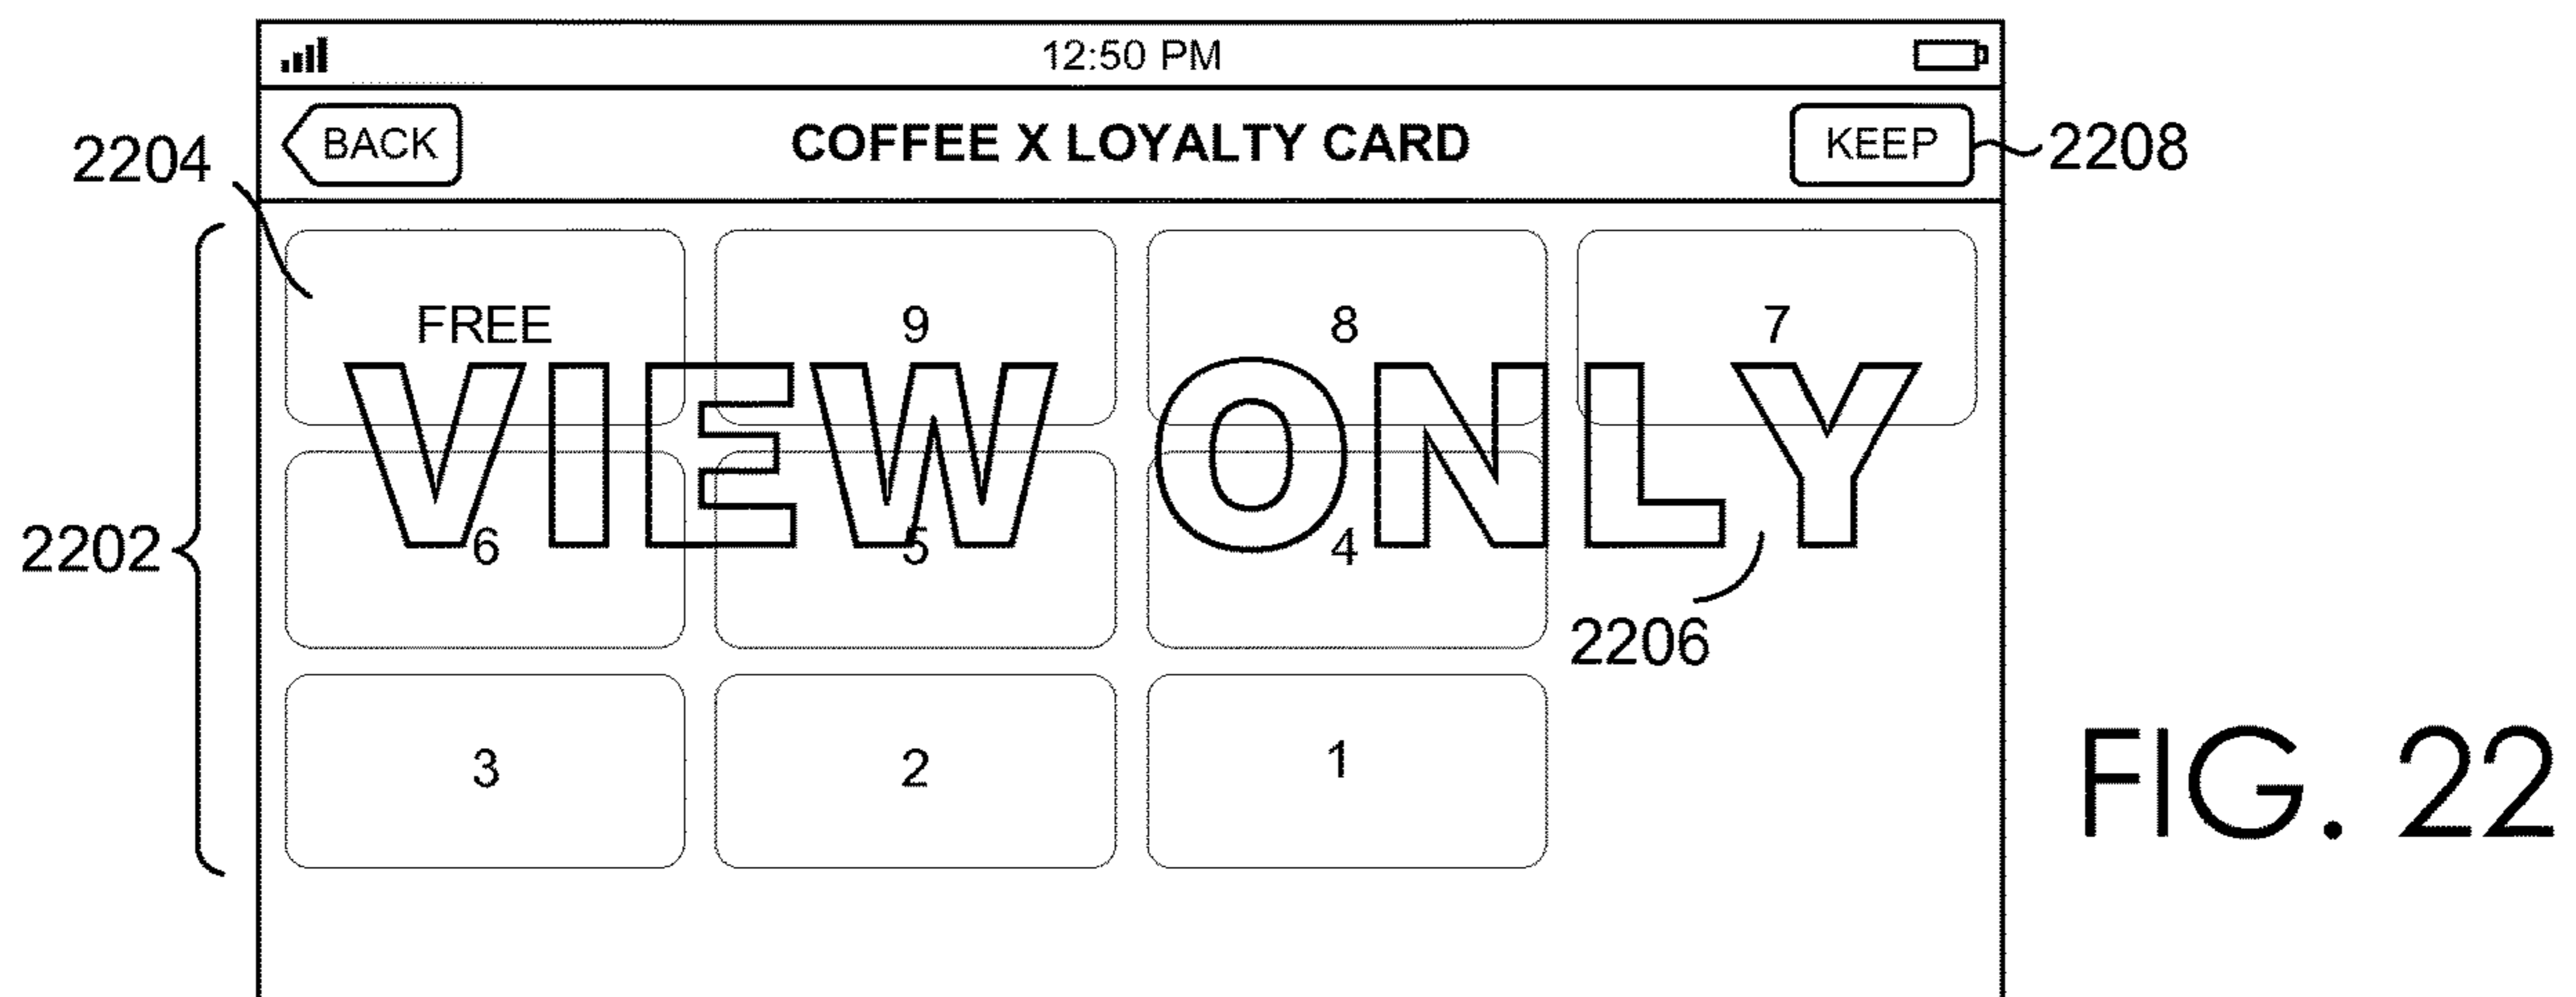 12:50 PM
BACK COFFEE X LOYALTY CARD KEEP 2208
2204
FREE 9 8 7
VIEW ONLY
2202 6 5 4
2206
3 2 1
FIG. 22